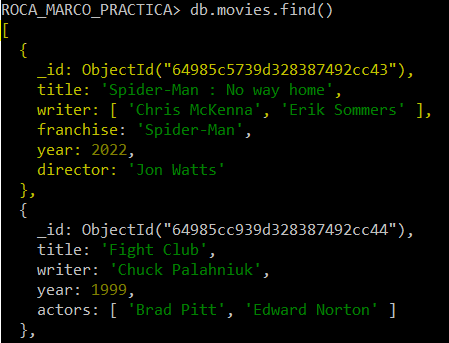 ROCA_MARCO_PRACTICA> db.movies.find()
[
  {
    _id: ObjectId("64985c5739d328387492cc43"),
    title: 'Spider-Man : No way home',
    writer: [ 'Chris McKenna', 'Erik Sommers' ],
    franchise: 'Spider-Man',
    year: 2022,
    director: 'Jon Watts'
  },
  {
    _id: ObjectId("64985cc939d328387492cc44"),
    title: 'Fight Club',
    writer: 'Chuck Palahniuk',
    year: 1999,
    actors: [ 'Brad Pitt', 'Edward Norton' ]
  },